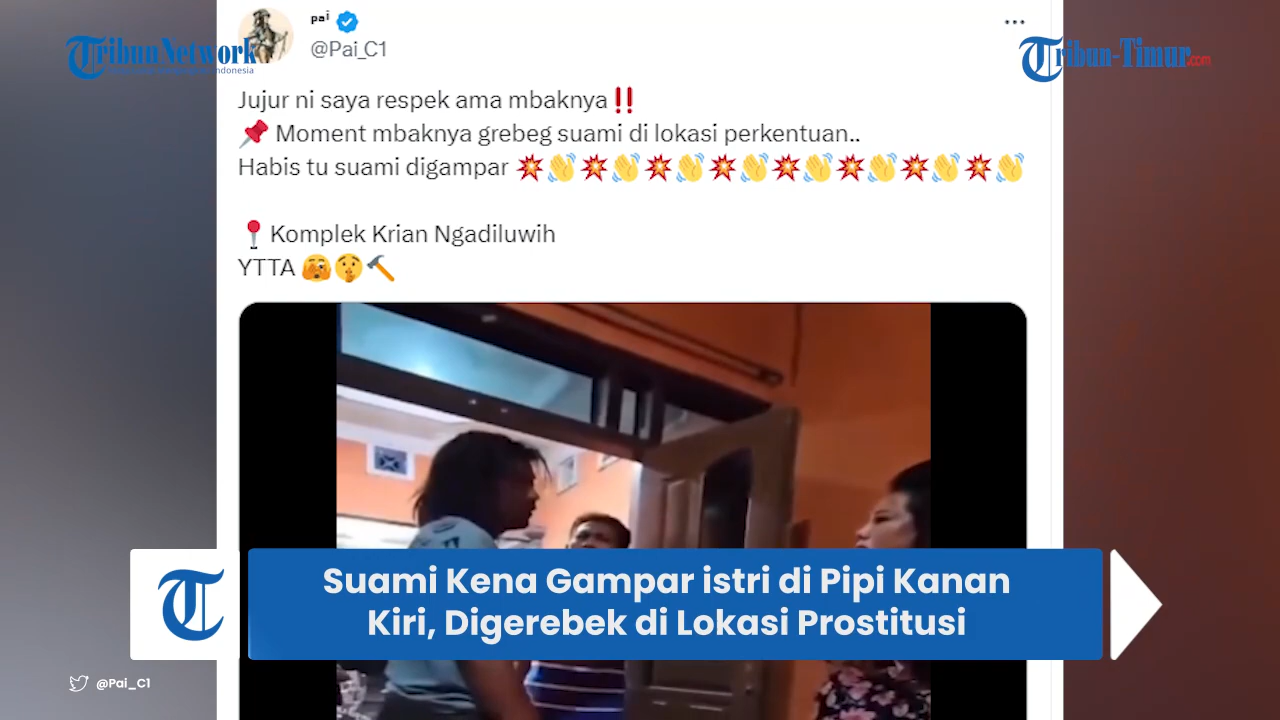 pai
@Pai_C1
Tribun Network
Tribun-Timur.com
Jujur ni saya respek ama mbaknya‼️
📌 Moment mbaknya grebeg suami di lokasi perkentuan..
Habis tu suami digampar 💥👋💥👋💥👋💥👋💥👋💥👋💥👋💥👋
📍Komplek Krian Ngadiluwih
YTTA 🫣🤫🔨
T
Suami Kena Gampar istri di Pipi Kanan
Kiri, Digerebek di Lokasi Prostitusi
@Pai_C1